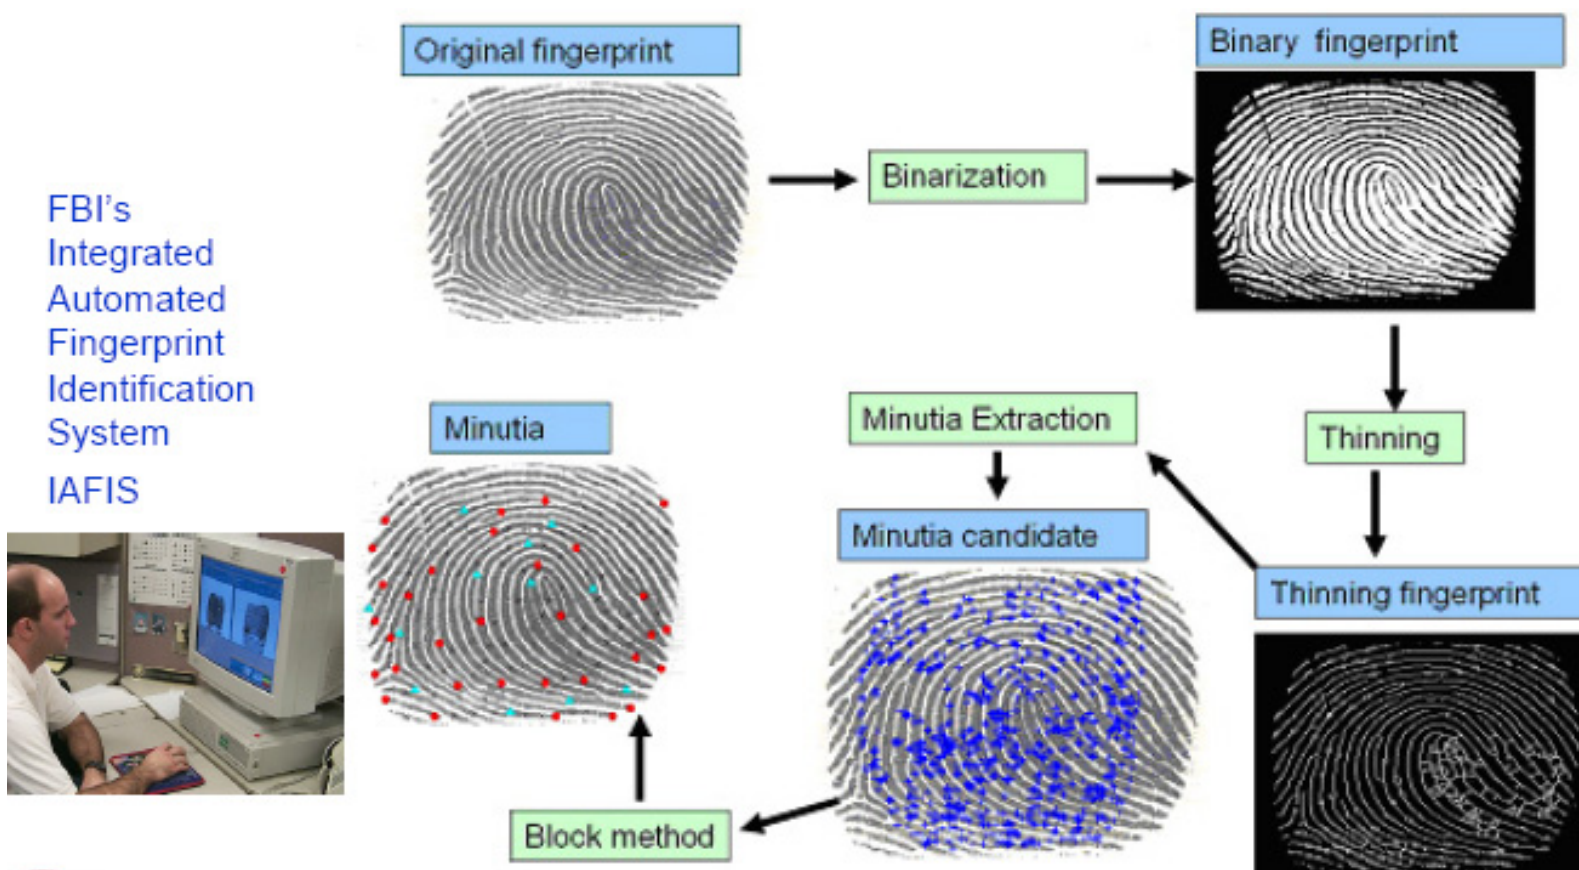 Original fingerprint
Binary fingerprint
Binarization
FBI's
Integrated
Automated
Fingerprint
Identification
System
IAFIS
Minutia
Minutia Extraction
Thinning
Minutia candidate
Thinning fingerprint
Block method